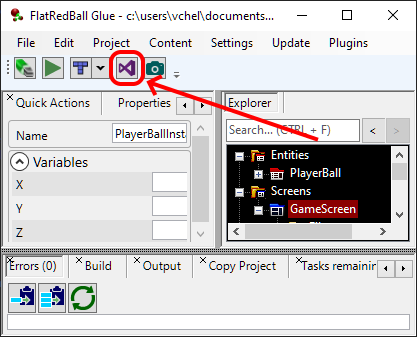 FlatRedBall Glue - c:\users\vchel\documents...
File Edit Project Content Settings Update Plugins
Quick Actions Properties
Explorer
Name PlayerBallInsta
Search... (CTRL + F) < >
Variables
X
Y
Z
Entities
PlayerBall
Screens
GameScreen
Errors (0) Build Output Copy Project Tasks remainin